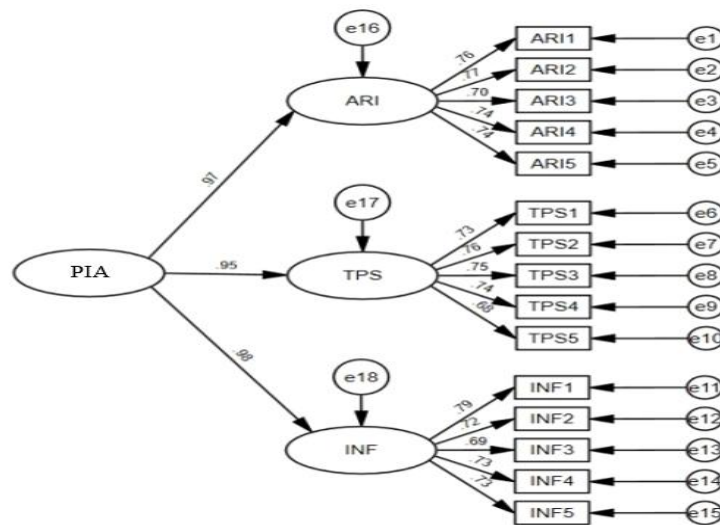 e16
ARI
.76
.77
.70
.74
.74
ARI1
e1
ARI2
e2
ARI3
e3
ARI4
e4
ARI5
e5
.97
PIA
.95
e17
TPS
.73
.76
.75
.74
.68
TPS1
e6
TPS2
e7
TPS3
e8
TPS4
e9
TPS5
e10
.98
e18
INF
.79
.72
.69
.73
.73
INF1
e11
INF2
e12
INF3
e13
INF4
e14
INF5
e15